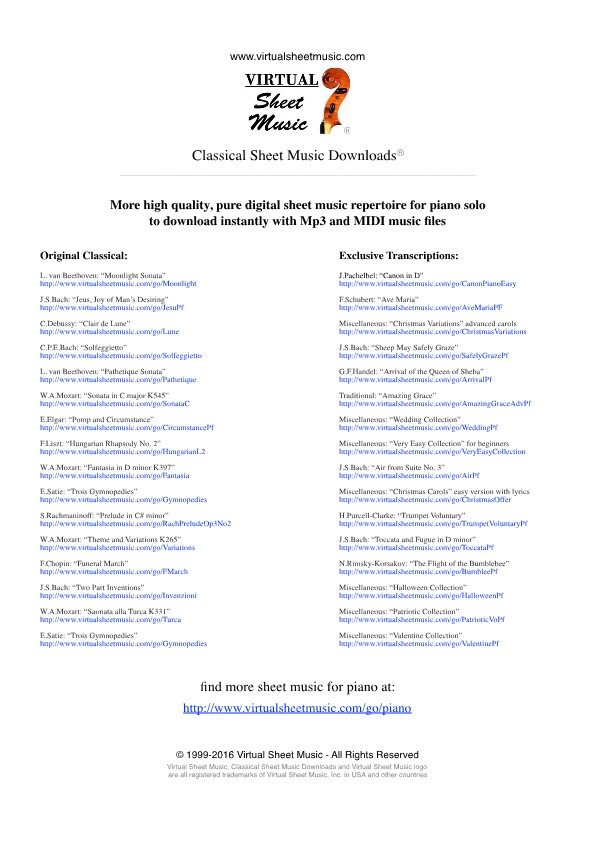 www.virtualsheetmusic.com
VIRTUAL
Sheet
Music
®
Classical Sheet Music Downloads®
More high quality, pure digital sheet music repertoire for piano solo
to download instantly with Mp3 and MIDI music files
Original Classical:
L. van Beethoven: “Moonlight Sonata”
http://www.virtualsheetmusic.com/go/Moonlight
J.S.Bach: “Jeus, Joy of Man’s Desiring”
http://www.virtualsheetmusic.com/go/JesuPf
C.Debussy: “Clair de Lune”
http://www.virtualsheetmusic.com/go/Lune
C.P.E.Bach: “Solfeggietto”
http://www.virtualsheetmusic.com/go/Solfeggietto
L. van Beethoven: “Pathetique Sonata”
http://www.virtualsheetmusic.com/go/Pathetique
W.A.Mozart: “Sonata in C major K545”
http://www.virtualsheetmusic.com/go/SonataC
E.Elgar: “Pomp and Circumstance”
http://www.virtualsheetmusic.com/go/CircumstancePf
F.Liszt: “Hungarian Rhapsody No. 2”
http://www.virtualsheetmusic.com/go/HungarianL2
W.A.Mozart: “Fantasia in D minor K397”
http://www.virtualsheetmusic.com/go/Fantasia
E.Satie: “Trois Gymnopedies”
http://www.virtualsheetmusic.com/go/Gymnopedies
S.Rachmaninoff: “Prelude in C# minor”
http://www.virtualsheetmusic.com/go/RachPreludeOp3No2
W.A.Mozart: “Theme and Variations K265”
http://www.virtualsheetmusic.com/go/Variations
F.Chopin: “Funeral March”
http://www.virtualsheetmusic.com/go/FMarch
J.S.Bach: “Two Part Inventions”
http://www.virtualsheetmusic.com/go/Invenzioni
W.A.Mozart: “Saonata alla Turca K331”
http://www.virtualsheetmusic.com/go/Turca
E.Satie: “Trois Gymnopedies”
http://www.virtualsheetmusic.com/go/Gymnopedies
Exclusive Transcriptions:
J.Pachelbel: “Canon in D”
http://www.virtualsheetmusic.com/go/CanonPianoEasy
F.Schubert: “Ave Maria”
http://www.virtualsheetmusic.com/go/AveMariaPF
Miscellaneous: “Christmas Variations” advanced carols
http://www.virtualsheetmusic.com/go/ChristmasVariations
J.S.Bach: “Sheep May Safely Graze”
http://www.virtualsheetmusic.com/go/SafelyGrazePf
G.F.Handel: “Arrival of the Queen of Sheba”
http://www.virtualsheetmusic.com/go/ArrivalPf
Traditional: “Amazing Grace”
http://www.virtualsheetmusic.com/go/AmazingGraceAdvPf
Miscellaneous: “Wedding Collection”
http://www.virtualsheetmusic.com/go/WeddingPf
Miscellaneous: “Very Easy Collection” for beginners
http://www.virtualsheetmusic.com/go/VeryEasyCollection
J.S.Bach: “Air from Suite No. 3”
http://www.virtualsheetmusic.com/go/AirPf
Miscellaneous: “Christmas Carols” easy version with lyrics
http://www.virtualsheetmusic.com/go/ChristmasOffer
H.Purcell-Clarke: “Trumpet Voluntary”
http://www.virtualsheetmusic.com/go/TrumpetVoluntaryPf
J.S.Bach: “Toccata and Fugue in D minor”
http://www.virtualsheetmusic.com/go/ToccataPf
N.Rimsky-Korsakov: “The Flight of the Bumblebee”
http://www.virtualsheetmusic.com/go/BumbleePf
Miscellaneous: “Halloween Collection”
http://www.virtualsheetmusic.com/go/HalloweenPf
Miscellaneous: “Patriotic Collection”
http://www.virtualsheetmusic.com/go/PatrioticVoPf
Miscellaneous: “Valentine Collection”
http://www.virtualsheetmusic.com/go/ValentinePf
find more sheet music for piano at:
http://www.virtualsheetmusic.com/go/piano
© 1999-2016 Virtual Sheet Music - All Rights Reserved
Virtual Sheet Music, Classical Sheet Music Downloads and Virtual Sheet Music logo
are all registered trademarks of Virtual Sheet Music, Inc. in USA and other countries